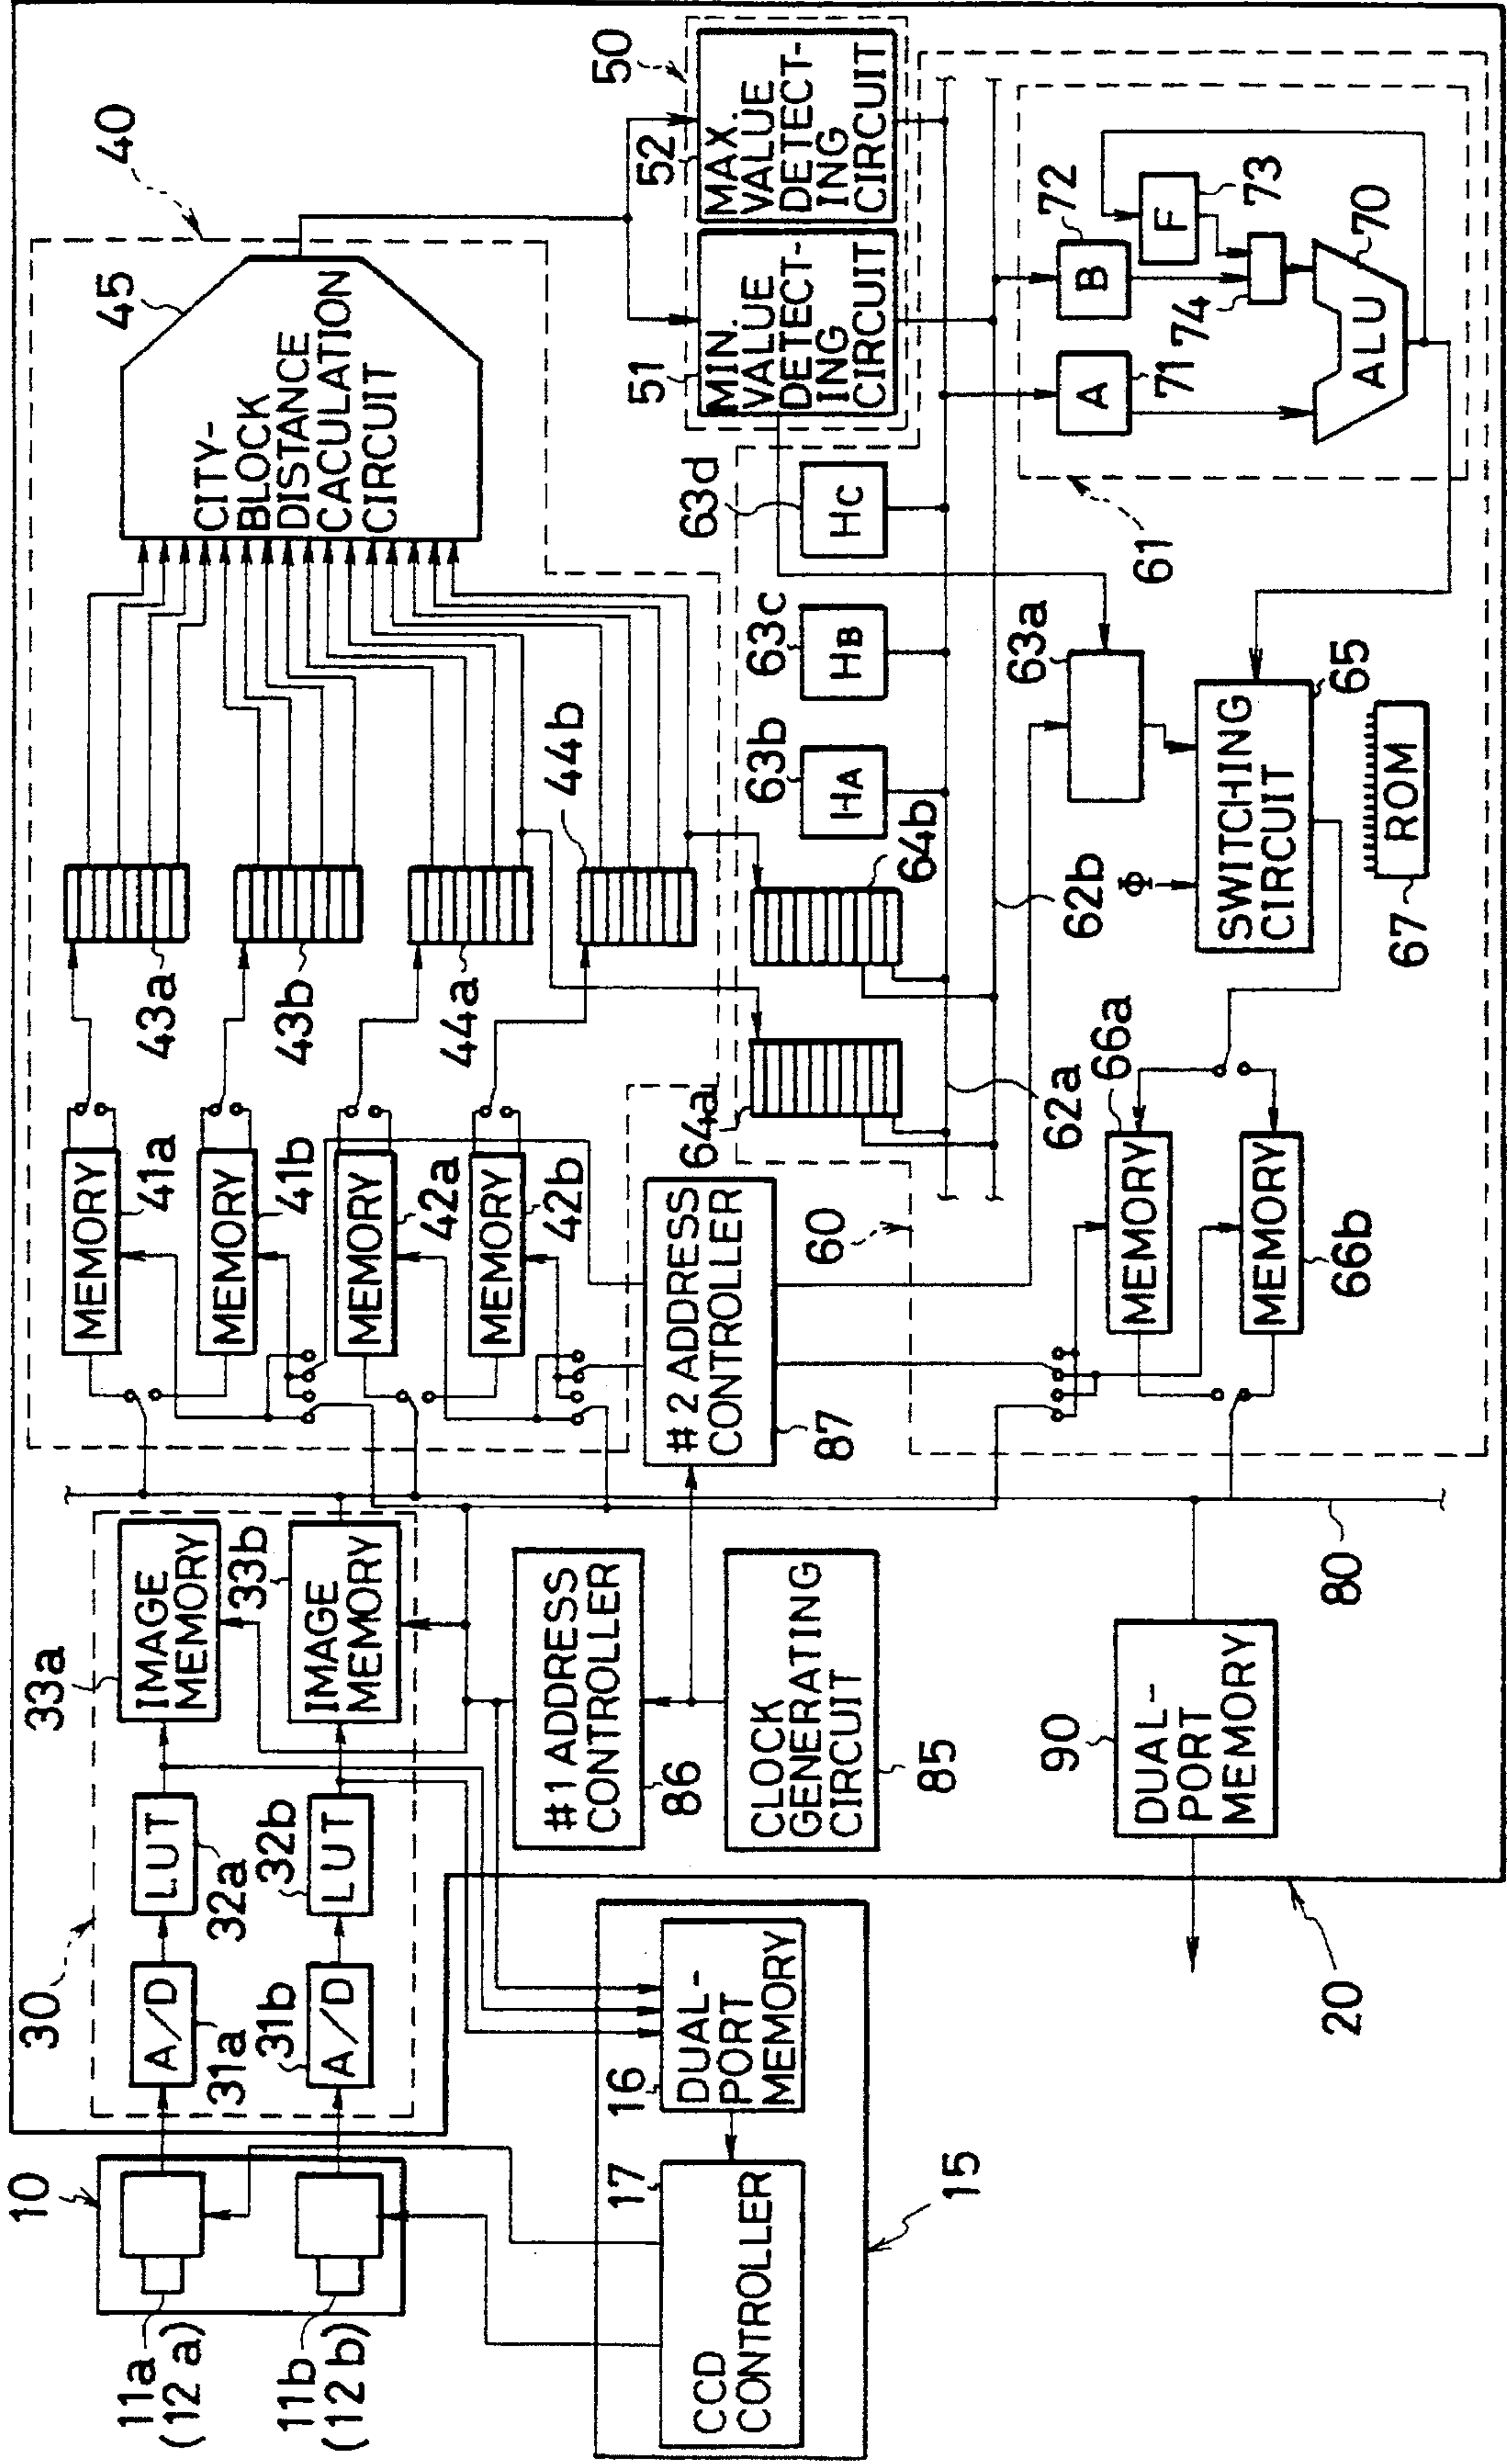 10
11a
(12a)
11b
(12b)
30
A/D
31a
31b
A/D
LUT
32a
32b
LUT
33a
IMAGE
MEMORY
33b
IMAGE
MEMORY
17
CCD
CONTROLLER
16
DUAL-
PORT
MEMORY
15
#1 ADDRESS
CONTROLLER
86
CLOCK
GENERATING
CIRCUIT
85
90
DUAL-
PORT
MEMORY
20
80
40
MEMORY
41a
MEMORY
41b
MEMORY
42a
MEMORY
42b
43a
43b
44a
44b
45
CITY-
BLOCK
DISTANCE
CACULATION
CIRCUIT
50
51
MIN.
VALUE
DETECT-
ING
CIRCUIT
52
MAX.
VALUE
DETECT-
ING
CIRCUIT
#2 ADDRESS
CONTROLLER
87
60
64a
64b
62a
62b
63b
HA
63c
HB
63d
HC
63a
61
A
71
B
72
F
73
74
ALU
70
Φ
SWITCHING
CIRCUIT
65
ROM
67
66a
MEMORY
MEMORY
66b